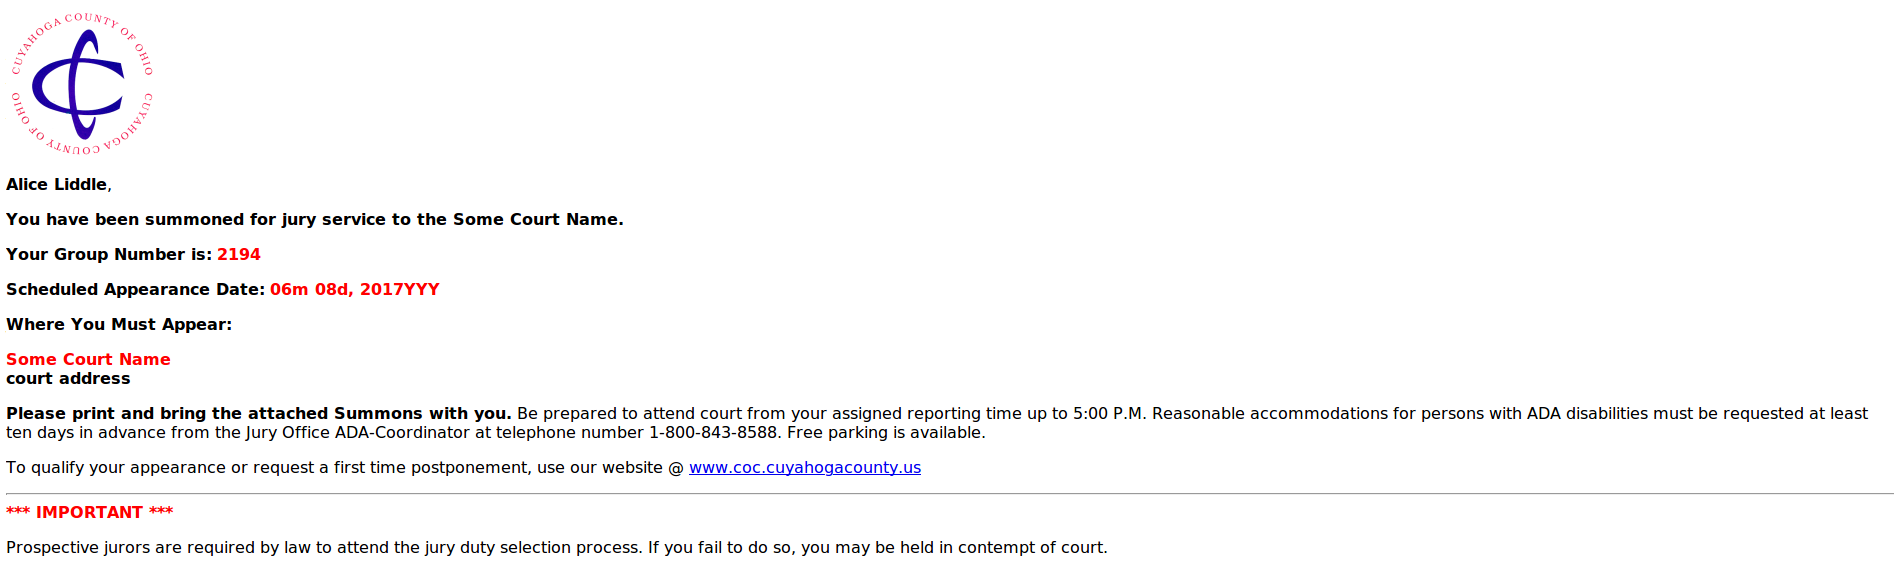 CUYAHOGA COUNTY OF OHIO
CUYAHOGA COUNTY OF OHIO
Alice Liddle,
You have been summoned for jury service to the Some Court Name.
Your Group Number is: 2194
Scheduled Appearance Date: 06m 08d, 2017YYY
Where You Must Appear:
Some Court Name
court address
Please print and bring the attached Summons with you. Be prepared to attend court from your assigned reporting time up to 5:00 P.M. Reasonable accommodations for persons with ADA disabilities must be requested at least
ten days in advance from the Jury Office ADA-Coordinator at telephone number 1-800-843-8588. Free parking is available.
To qualify your appearance or request a first time postponement, use our website @ www.coc.cuyahogacounty.us
*** IMPORTANT ***
Prospective jurors are required by law to attend the jury duty selection process. If you fail to do so, you may be held in contempt of court.